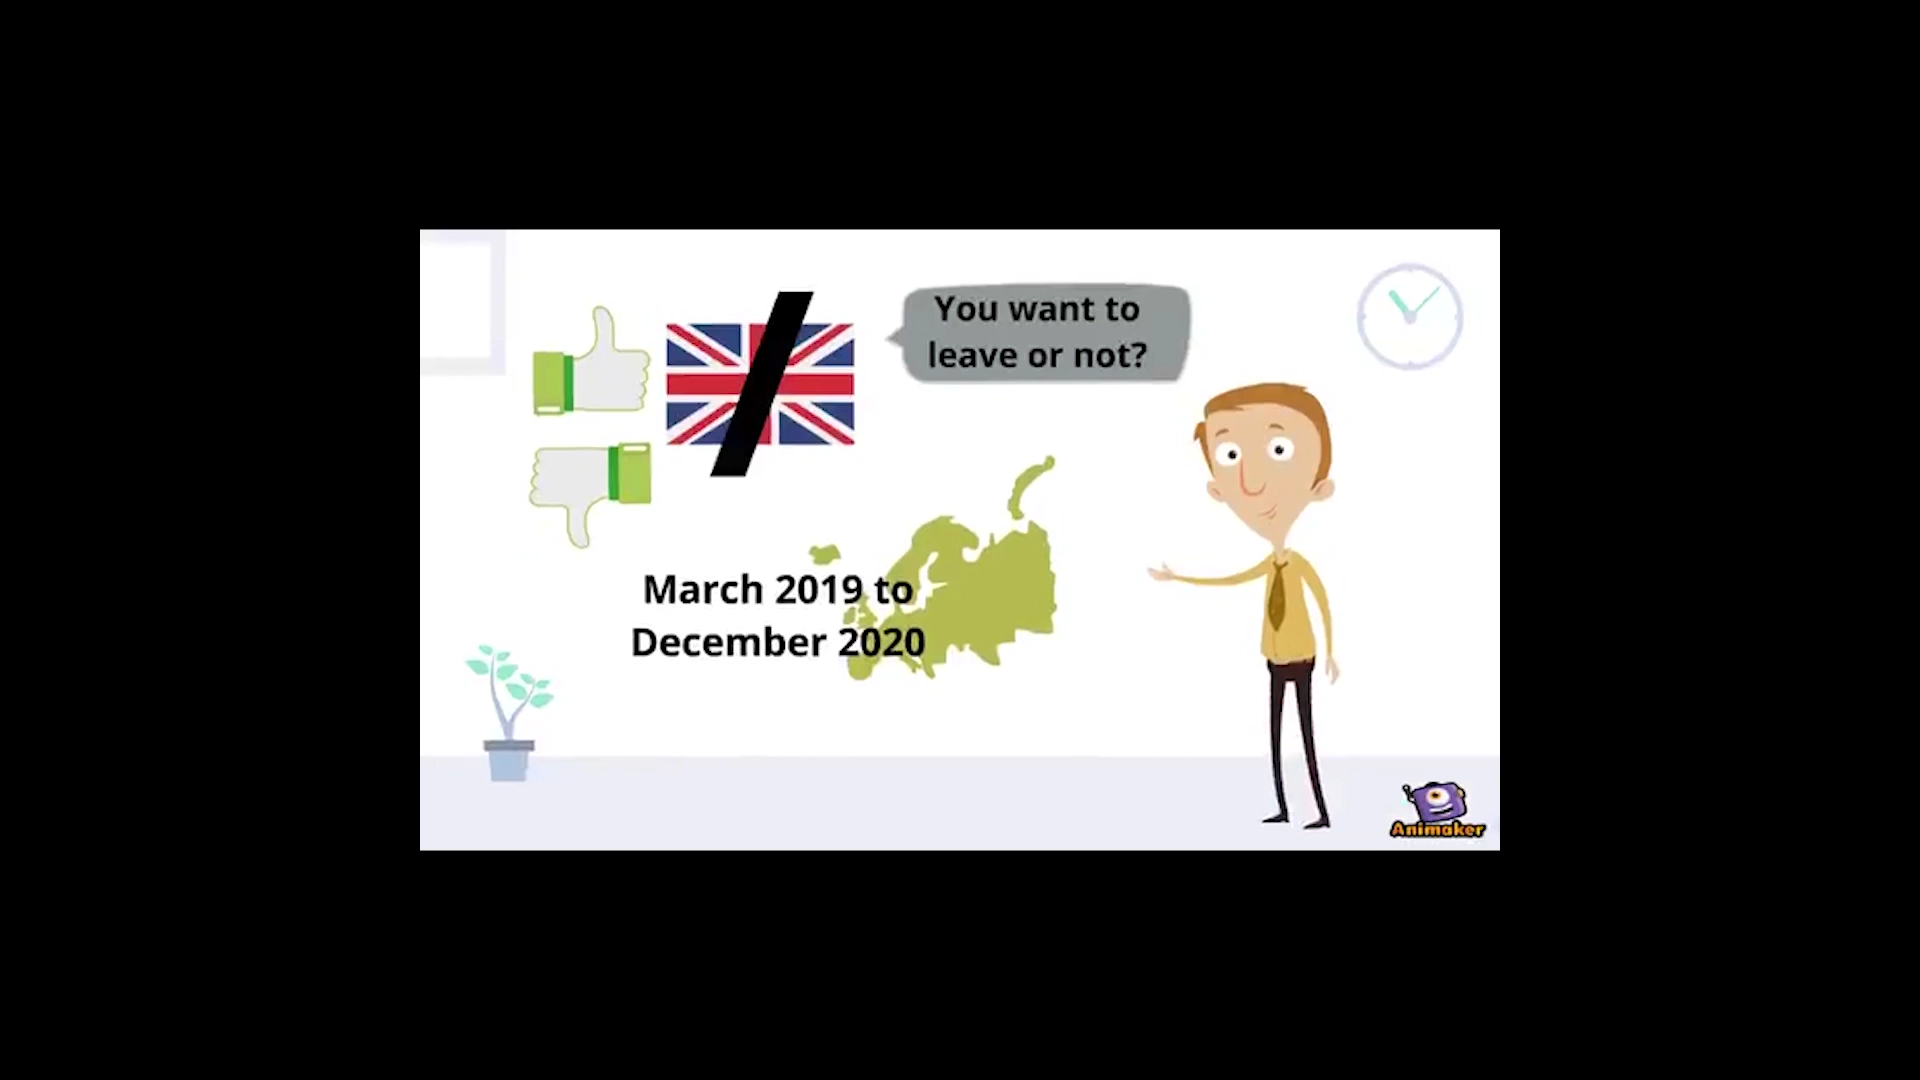 You want to
leave or not?
March 2019 to
December 2020
Animaker